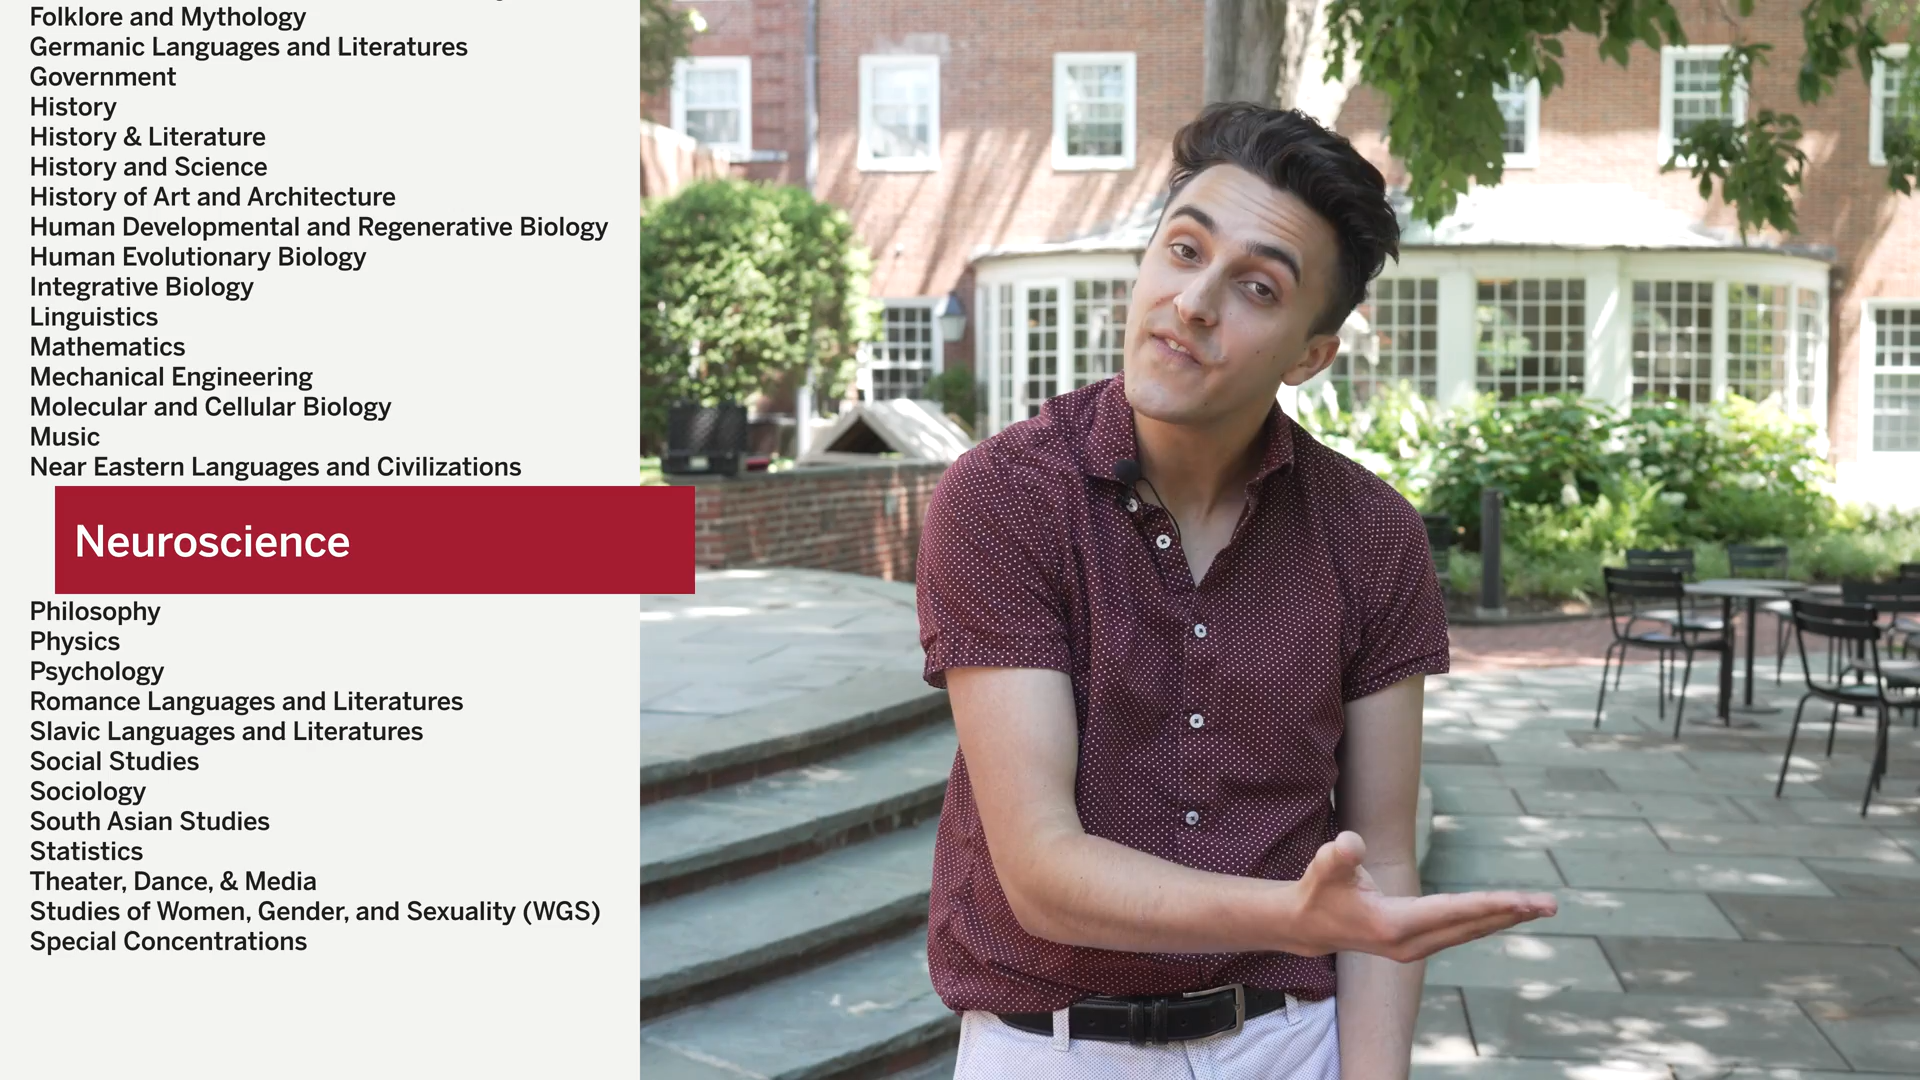 Folklore and Mythology
Germanic Languages and Literatures
Government
History
History & Literature
History and Science
History of Art and Architecture
Human Developmental and Regenerative Biology
Human Evolutionary Biology
Integrative Biology
Linguistics
Mathematics
Mechanical Engineering
Molecular and Cellular Biology
Music
Near Eastern Languages and Civilizations
Neuroscience
Philosophy
Physics
Psychology
Romance Languages and Literatures
Slavic Languages and Literatures
Social Studies
Sociology
South Asian Studies
Statistics
Theater, Dance, & Media
Studies of Women, Gender, and Sexuality (WGS)
Special Concentrations